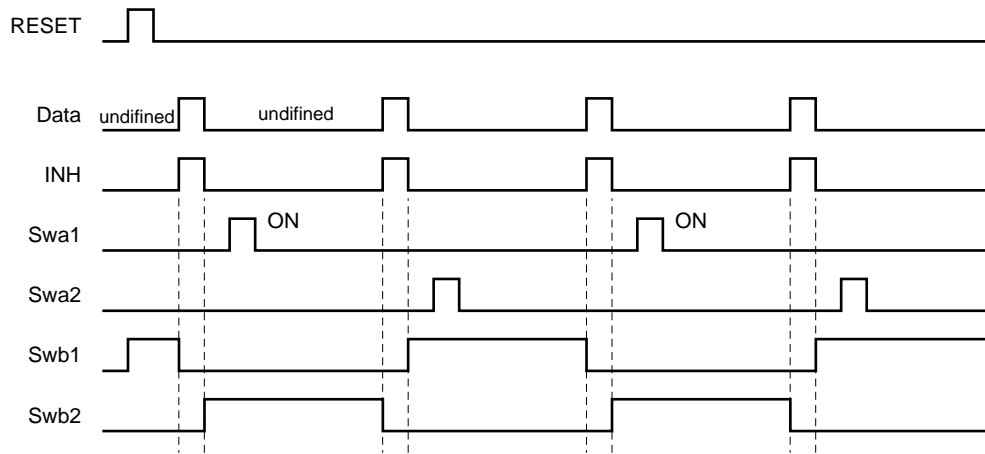 RESET
Data
undifined
undifined
INH
Swa1
ON
ON
Swa2
Swb1
Swb2